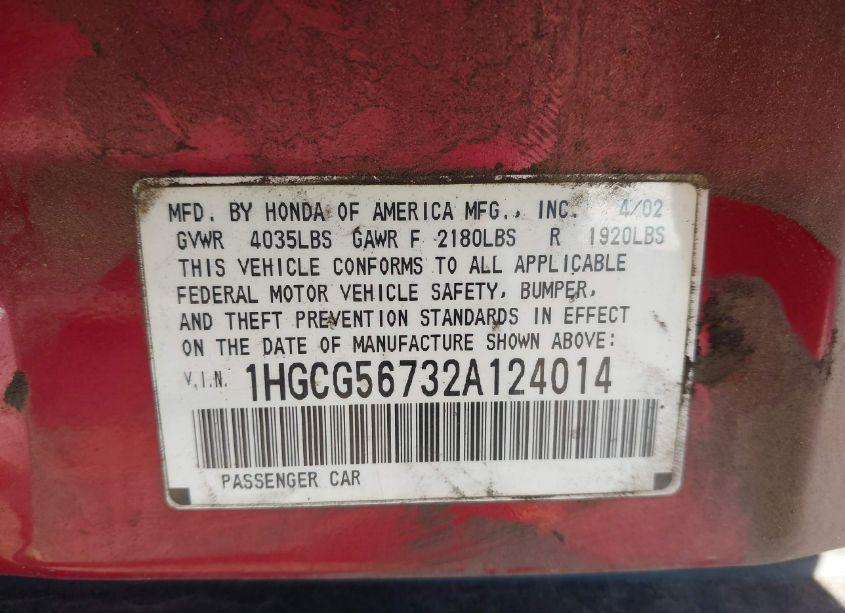 MFD. BY HONDA OF AMERICA MFG., INC. 4/02
GVWR 4035LBS GAWR F 2180LBS R 1920LBS
THIS VEHICLE CONFORMS TO ALL APPLICABLE
FEDERAL MOTOR VEHICLE SAFETY, BUMPER,
AND THEFT PREVENTION STANDARDS IN EFFECT
ON THE DATE OF MANUFACTURE SHOWN ABOVE:
V.I.N. 1HGCG56732A124014
PASSENGER CAR